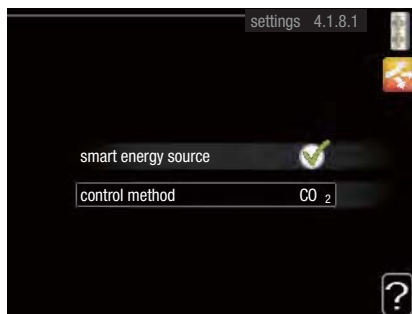 settings 4.1.8.1
smart energy source
control method CO 2
?